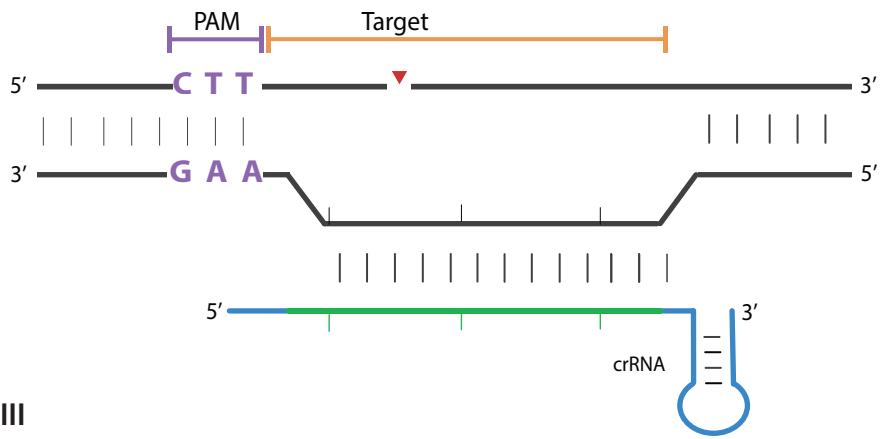 PAM Target
5′ C T T 3′
3′ G A A 5′
5′ 3′
crRNA
III